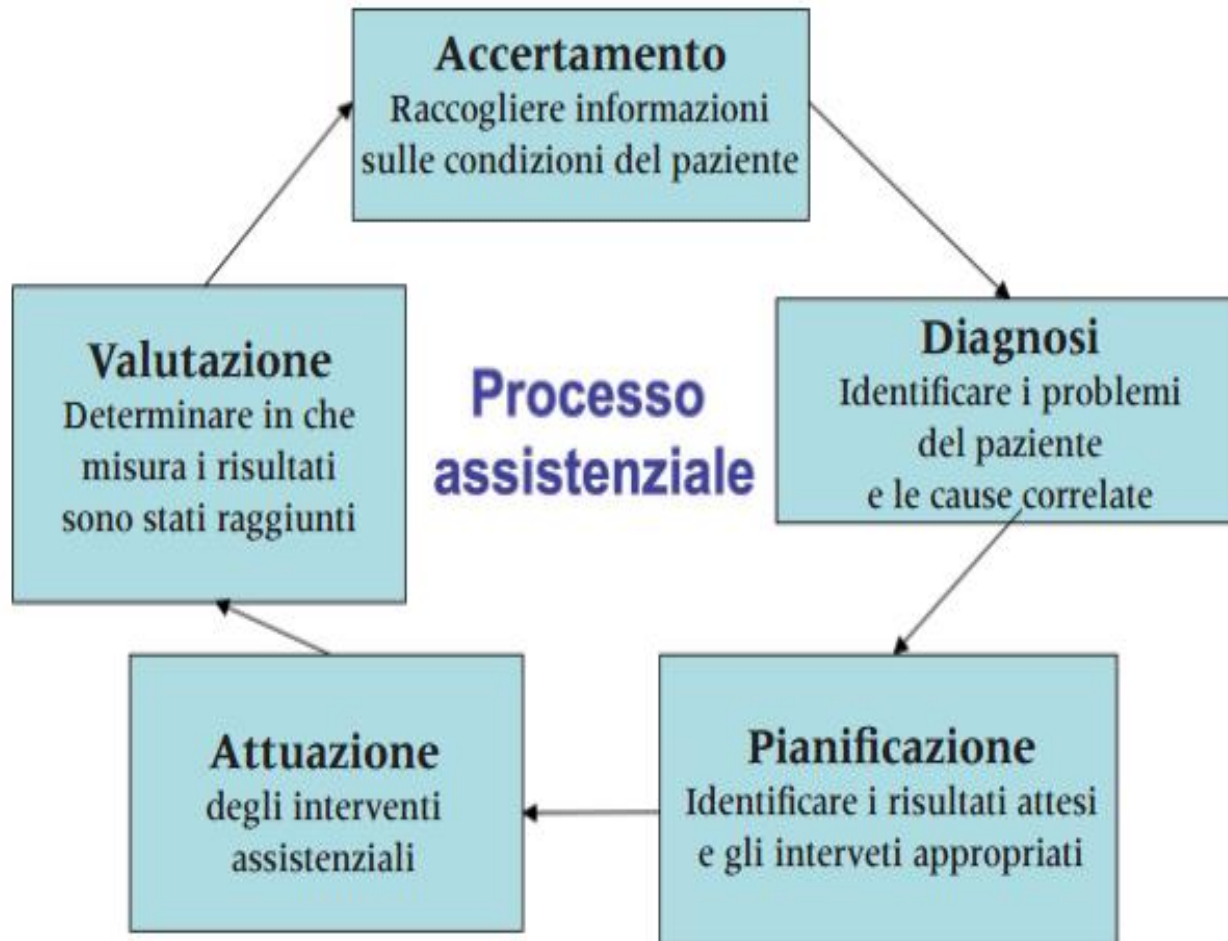 Accertamento
Raccogliere informazioni
sulle condizioni del paziente
Diagnosi
Identificare i problemi
del paziente
e le cause correlate
Pianificazione
Identificare i risultati attesi
e gli interveti appropriati
Attuazione
degli interventi
assistenziali
Valutazione
Determinare in che
misura i risultati
sono stati raggiunti
Processo
assistenziale